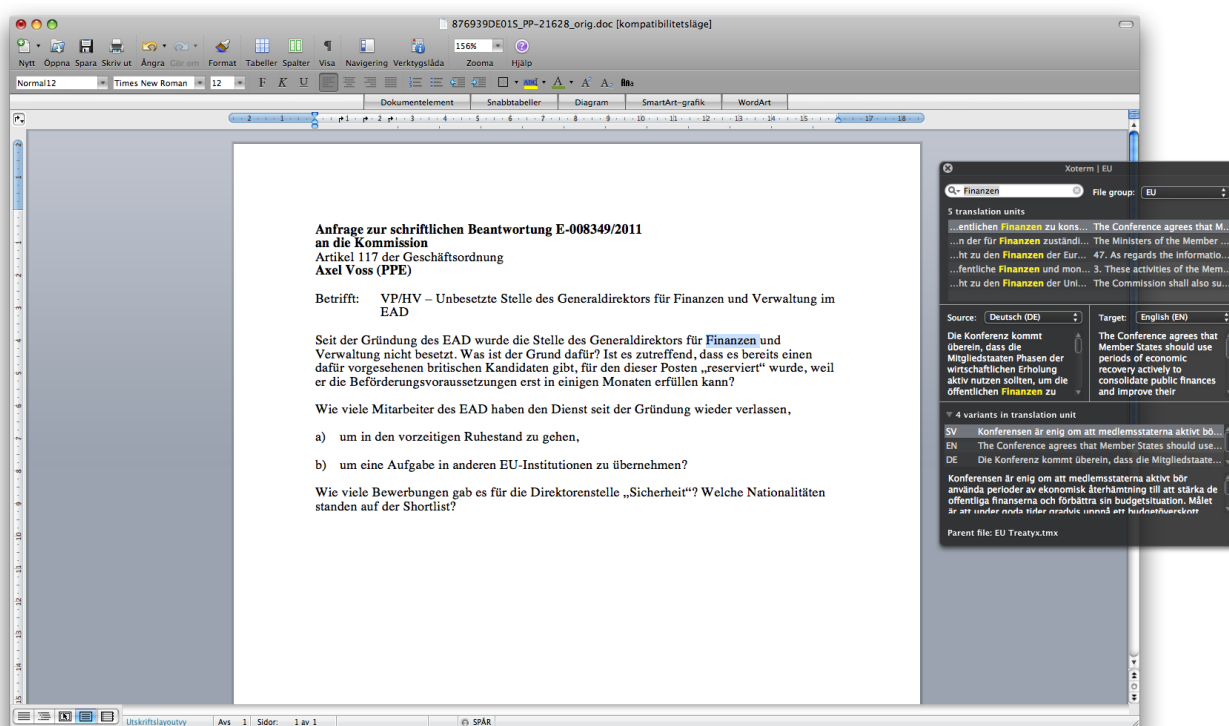 876939DE01S_PP-21628_orig.doc [kompatibilitetsläge]
156%
Nytt Öppna Spara Skriv ut Ångra Gör om Format Tabeller Spalter Visa Navigering Verktygslåda Zooma Hjälp
Normal12 Times New Roman 12 F K U
Dokumentelement Snabbtabeller Diagram SmartArt-grafik WordArt
Anfrage zur schriftlichen Beantwortung E-008349/2011
an die Kommission
Artikel 117 der Geschäftsordnung
Axel Voss (PPE)
Betrifft: VP/HV – Unbesetzte Stelle des Generaldirektors für Finanzen und Verwaltung im
EAD
Seit der Gründung des EAD wurde die Stelle des Generaldirektors für Finanzen und
Verwaltung nicht besetzt. Was ist der Grund dafür? Ist es zutreffend, dass es bereits einen
dafür vorgesehenen britischen Kandidaten gibt, für den dieser Posten „reserviert“ wurde, weil
er die Beförderungsvoraussetzungen erst in einigen Monaten erfüllen kann?
Wie viele Mitarbeiter des EAD haben den Dienst seit der Gründung wieder verlassen,
a) um in den vorzeitigen Ruhestand zu gehen,
b) um eine Aufgabe in anderen EU-Institutionen zu übernehmen?
Wie viele Bewerbungen gab es für die Direktorenstelle „Sicherheit“? Welche Nationalitäten
standen auf der Shortlist?
Xoterm | EU
Finanzen File group: EU
5 translation units
...entlichen Finanzen zu kons... The Conference agrees that M...
...n der für Finanzen zuständi... The Ministers of the Member ...
...ht zu den Finanzen der Eur... 47. As regards the informatio...
...fentliche Finanzen und mon... 3. These activities of the Mem...
...ht zu den Finanzen der Uni... The Commission shall also su...
Source: Deutsch (DE) Target: English (EN)
Die Konferenz kommt
überein, dass die
Mitgliedstaaten Phasen der
wirtschaftlichen Erholung
aktiv nutzen sollten, um die
öffentlichen Finanzen zu
The Conference agrees that
Member States should use
periods of economic
recovery actively to
consolidate public finances
and improve their
4 variants in translation unit
SV Konferensen är enig om att medlemsstaterna aktivt bö...
EN The Conference agrees that Member States should use...
DE Die Konferenz kommt überein, dass die Mitgliedstaate...
Konferensen är enig om att medlemsstaterna aktivt bör
använda perioder av ekonomisk återhämtning till att stärka de
offentliga finanserna och förbättra sin budgetsituation. Målet
är att under goda tider gradvis uppnå ett budgetöverskott
Parent file: EU Treatyx.tmx
Utskriftslayoutvy Avs 1 Sidor: 1 av 1 SPÅR